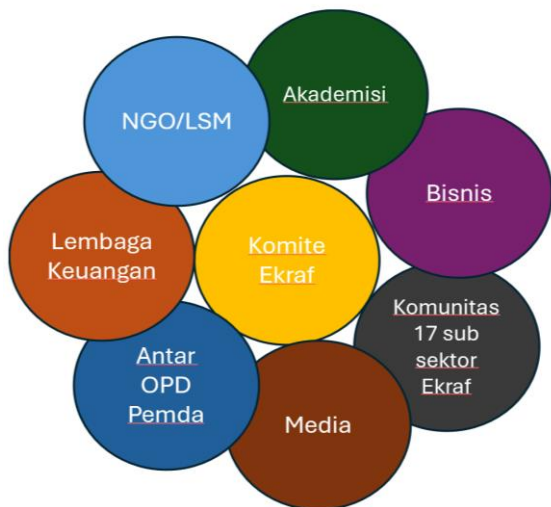 Akademisi
NGO/LSM
Bisnis
Lembaga
Keuangan
Komite
Ekraf
Komunitas
17 sub
sektor
Ekraf
Antar
OPD
Pemda
Media